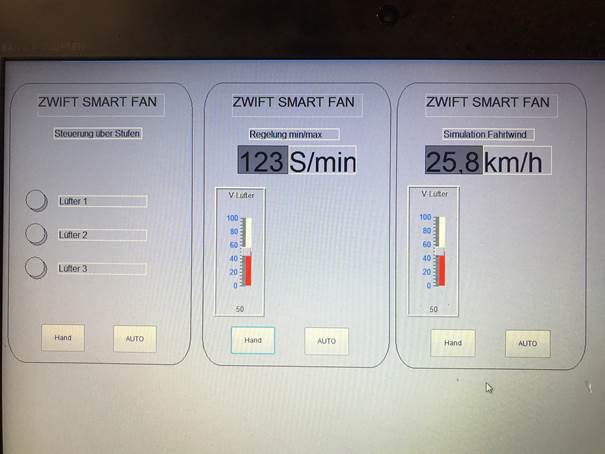 ZWIFT SMART FAN
Steuerung über Stufen
Lüfter 1
Lüfter 2
Lüfter 3
Hand
AUTO
ZWIFT SMART FAN
Regelung min/max
123 S/min
V-Lüfter
100
80
60
40
20
0
50
Hand
AUTO
ZWIFT SMART FAN
Simulation Fahrtwind
25,8 km/h
V-Lüfter
100
80
60
40
20
0
50
Hand
AUTO